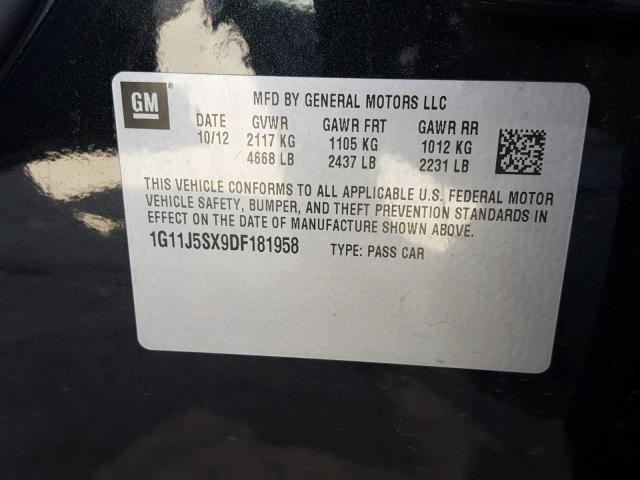 GM ®
MFD BY GENERAL MOTORS LLC
DATE GVWR GAWR FRT GAWR RR
10/12 2117 KG 1105 KG 1012 KG
4668 LB 2437 LB 2231 LB
THIS VEHICLE CONFORMS TO ALL APPLICABLE U.S. FEDERAL MOTOR
VEHICLE SAFETY, BUMPER, AND THEFT PREVENTION STANDARDS IN
EFFECT ON THE DATE OF MANUFACTURE SHOWN ABOVE.
1G11J5SX9DF181958 TYPE: PASS CAR